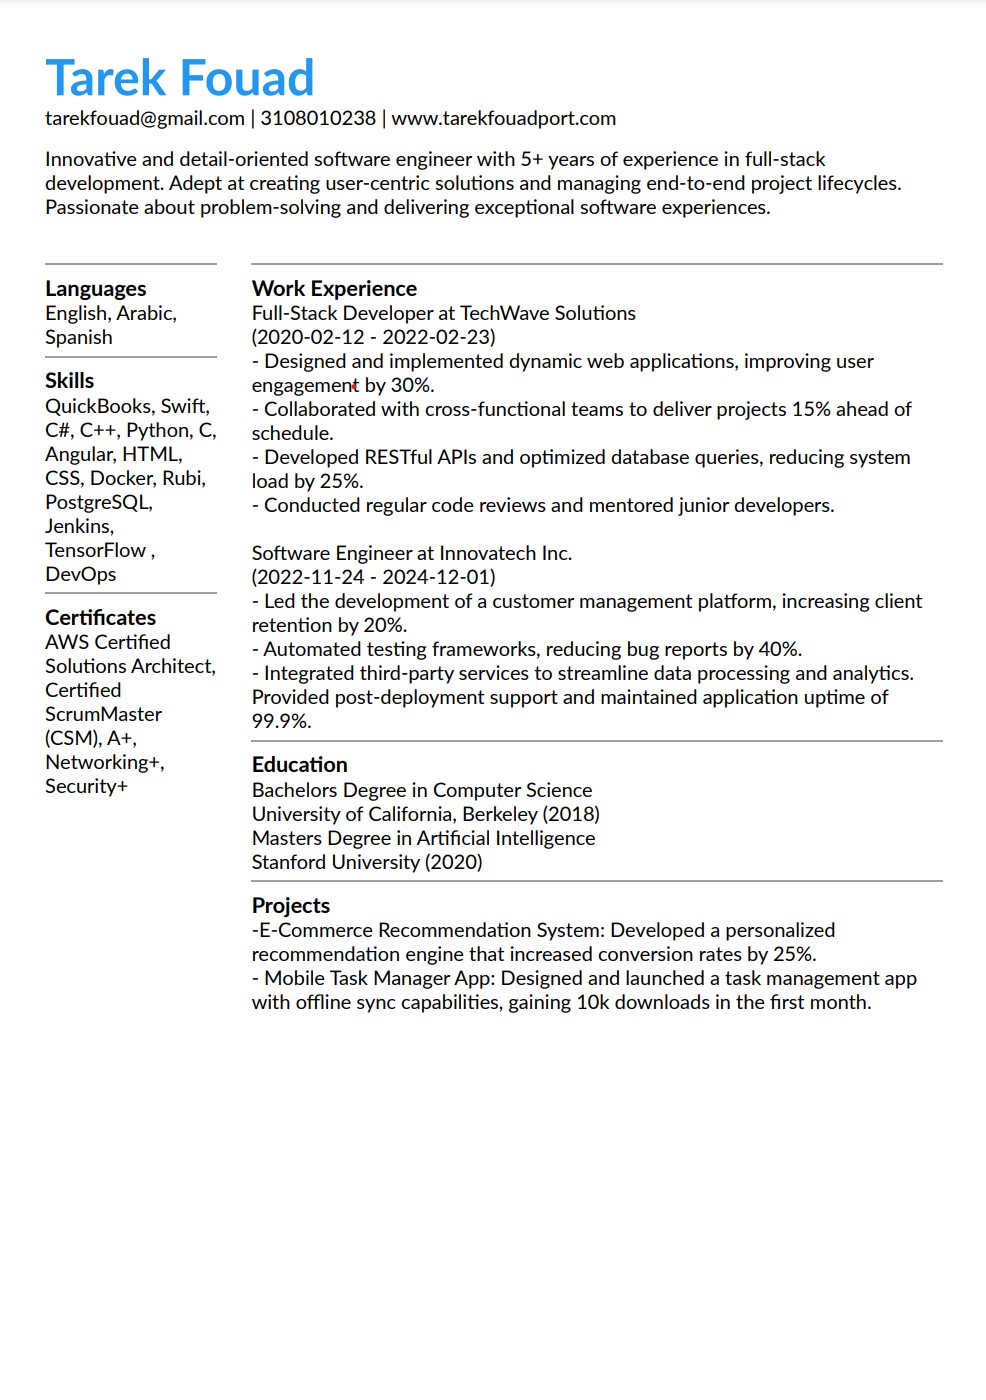 Tarek Fouad
tarekfouad@gmail.com | 3108010238 | www.tarekfouadport.com
Innovative and detail-oriented software engineer with 5+ years of experience in full-stack
development. Adept at creating user-centric solutions and managing end-to-end project lifecycles.
Passionate about problem-solving and delivering exceptional software experiences.
Languages
English, Arabic,
Spanish
Skills
QuickBooks, Swift,
C#, C++, Python, C,
Angular, HTML,
CSS, Docker, Rubi,
PostgreSQL,
Jenkins,
TensorFlow ,
DevOps
Certificates
AWS Certified
Solutions Architect,
Certified
ScrumMaster
(CSM), A+,
Networking+,
Security+
Work Experience
Full-Stack Developer at TechWave Solutions
(2020-02-12 - 2022-02-23)
- Designed and implemented dynamic web applications, improving user
engagement by 30%.
- Collaborated with cross-functional teams to deliver projects 15% ahead of
schedule.
- Developed RESTful APIs and optimized database queries, reducing system
load by 25%.
- Conducted regular code reviews and mentored junior developers.
Software Engineer at Innovatech Inc.
(2022-11-24 - 2024-12-01)
- Led the development of a customer management platform, increasing client
retention by 20%.
- Automated testing frameworks, reducing bug reports by 40%.
- Integrated third-party services to streamline data processing and analytics.
Provided post-deployment support and maintained application uptime of
99.9%.
Education
Bachelors Degree in Computer Science
University of California, Berkeley (2018)
Masters Degree in Artificial Intelligence
Stanford University (2020)
Projects
-E-Commerce Recommendation System: Developed a personalized
recommendation engine that increased conversion rates by 25%.
- Mobile Task Manager App: Designed and launched a task management app
with offline sync capabilities, gaining 10k downloads in the first month.